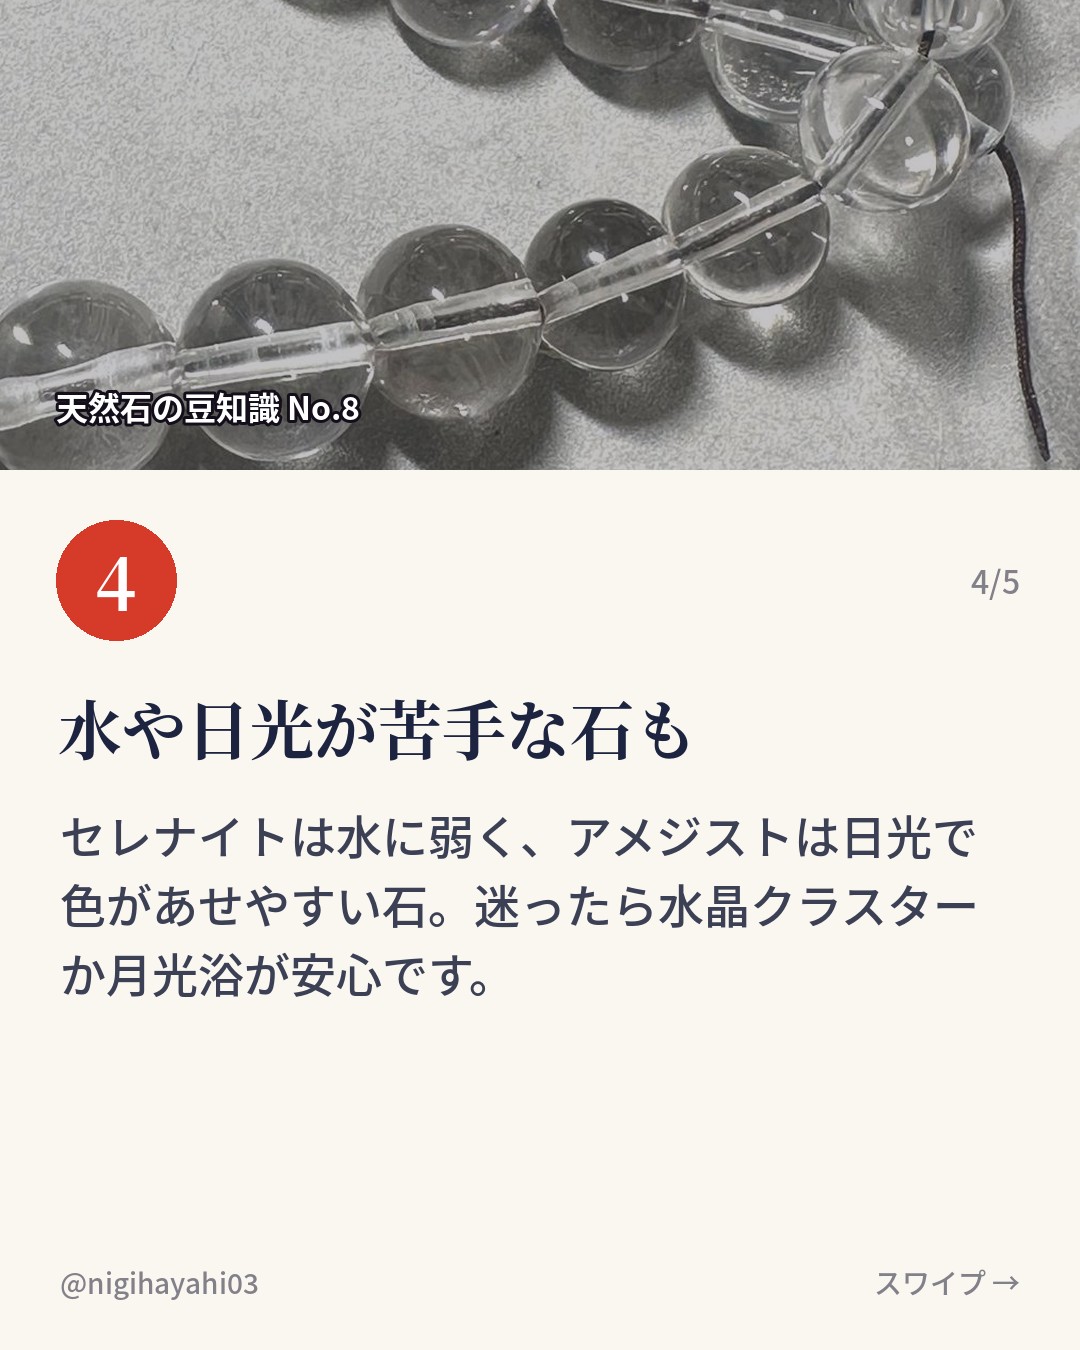 天然石の豆知識 No.8
4
4/5
水や日光が苦手な石も
セレナイトは水に弱く、アメジストは日光で
色があせやすい石。迷ったら水晶クラスター
か月光浴が安心です。
@nigihayahi03
スワイプ →